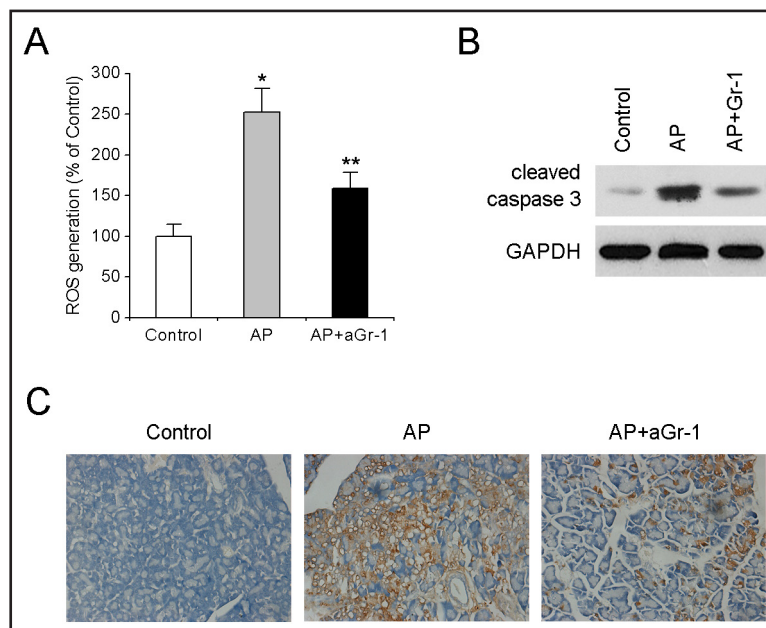 A
ROS generation (% of Control)
300
250
200
150
100
50
0
*
**
Control AP AP+aGr-1
B
Control AP AP+Gr-1
cleaved
caspase 3
GAPDH
C
Control AP AP+aGr-1